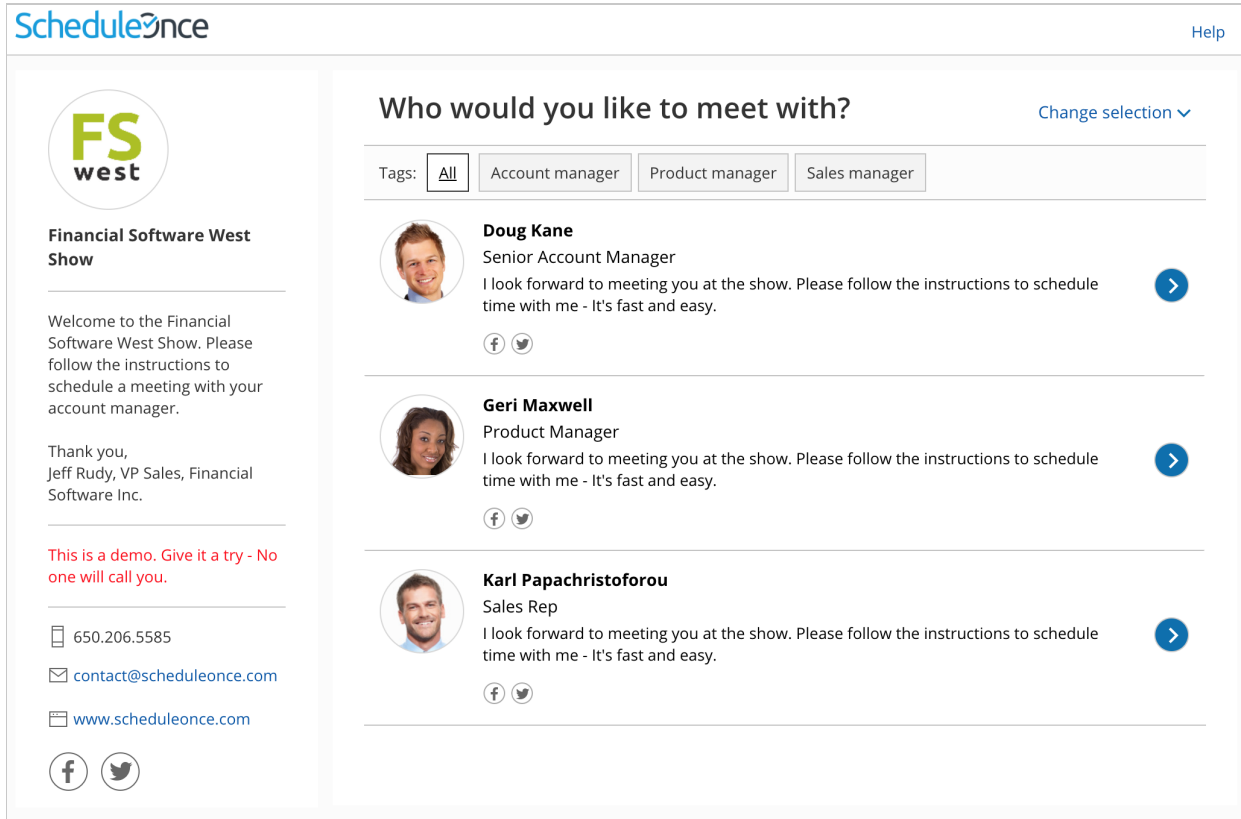 ScheduleOnce
Help
FS
west
Financial Software West
Show
Welcome to the Financial
Software West Show. Please
follow the instructions to
schedule a meeting with your
account manager.
Thank you,
Jeff Rudy, VP Sales, Financial
Software Inc.
This is a demo. Give it a try - No
one will call you.
650.206.5585
contact@scheduleonce.com
www.scheduleonce.com
Who would you like to meet with?
Change selection
Tags: All Account manager Product manager Sales manager
Doug Kane
Senior Account Manager
I look forward to meeting you at the show. Please follow the instructions to schedule
time with me - It's fast and easy.
Geri Maxwell
Product Manager
I look forward to meeting you at the show. Please follow the instructions to schedule
time with me - It's fast and easy.
Karl Papachristoforou
Sales Rep
I look forward to meeting you at the show. Please follow the instructions to schedule
time with me - It's fast and easy.